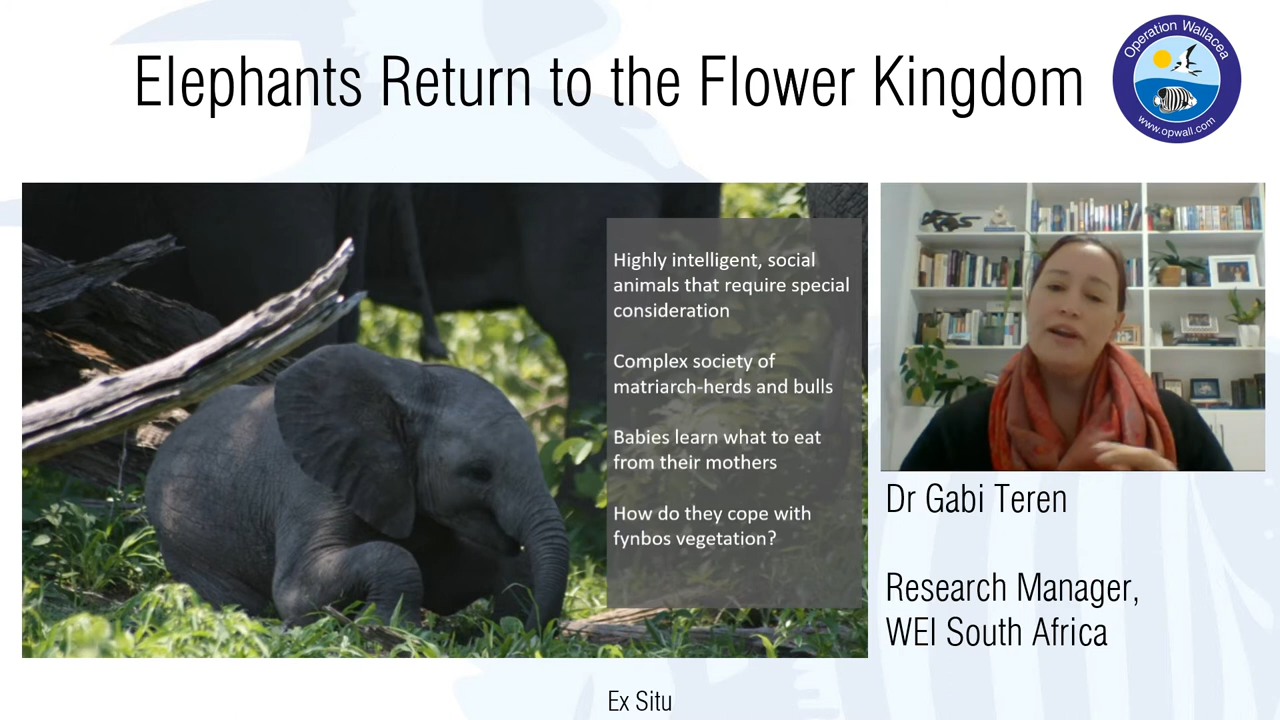 Elephants Return to the Flower Kingdom
Operation Wallacea
www.opwall.com
Highly intelligent, social
animals that require special
consideration
Complex society of
matriarch-herds and bulls
Babies learn what to eat
from their mothers
How do they cope with
fynbos vegetation?
Dr Gabi Teren
Research Manager,
WEI South Africa
Ex Situ